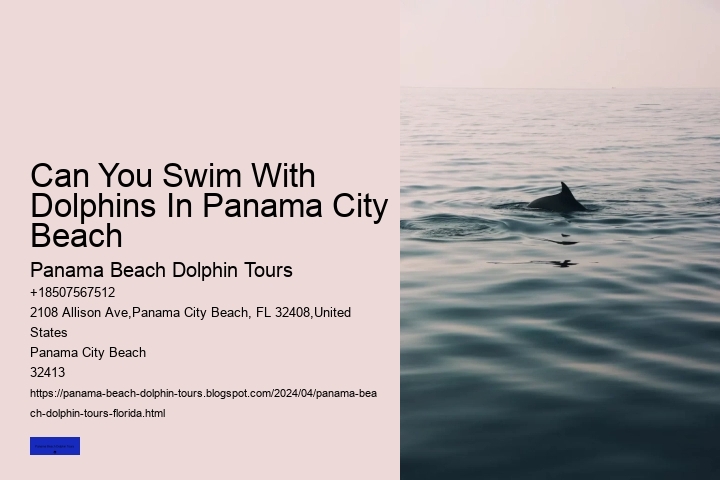 Can You Swim With
Dolphins In Panama City
Beach
Panama Beach Dolphin Tours
+18507567512
2108 Allison Ave,Panama City Beach, FL 32408,United
States
Panama City Beach
32413
https://panama-beach-dolphin-tours.blogspot.com/2024/04/panama-bea
ch-dolphin-tours-florida.html